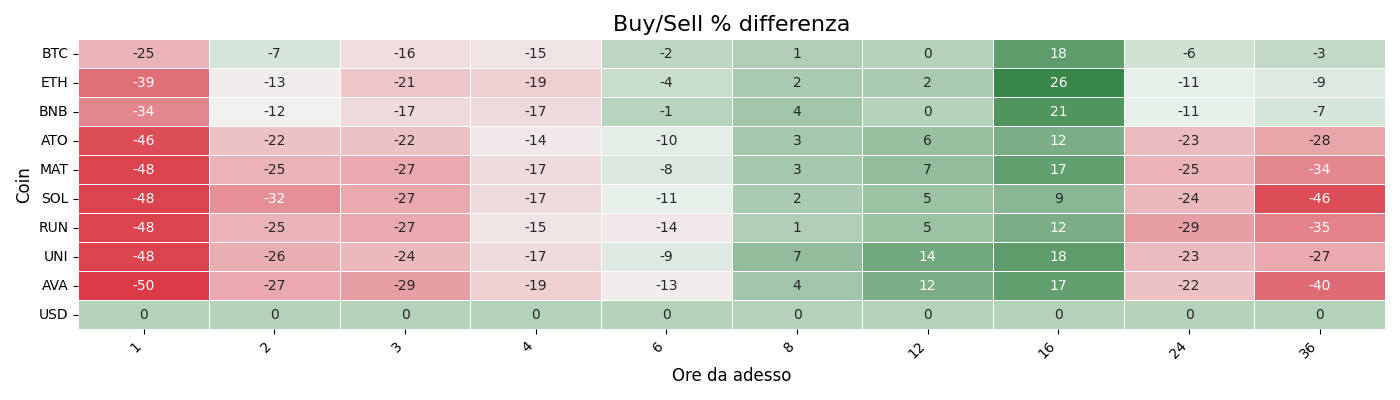 Buy/Sell % differenza
Coin
BTC -25 -7 -16 -15 -2 1 0 18 -6 -3
ETH -39 -13 -21 -19 -4 2 2 26 -11 -9
BNB -34 -12 -17 -17 -1 4 0 21 -11 -7
ATO -46 -22 -22 -14 -10 3 6 12 -23 -28
MAT -48 -25 -27 -17 -8 3 7 17 -25 -34
SOL -48 -32 -27 -17 -11 2 5 9 -24 -46
RUN -48 -25 -27 -15 -14 1 5 12 -29 -35
UNI -48 -26 -24 -17 -9 7 14 18 -23 -27
AVA -50 -27 -29 -19 -13 4 12 17 -22 -40
USD 0 0 0 0 0 0 0 0 0 0
1 2 3 4 6 8 12 16 24 36
Ore da adesso